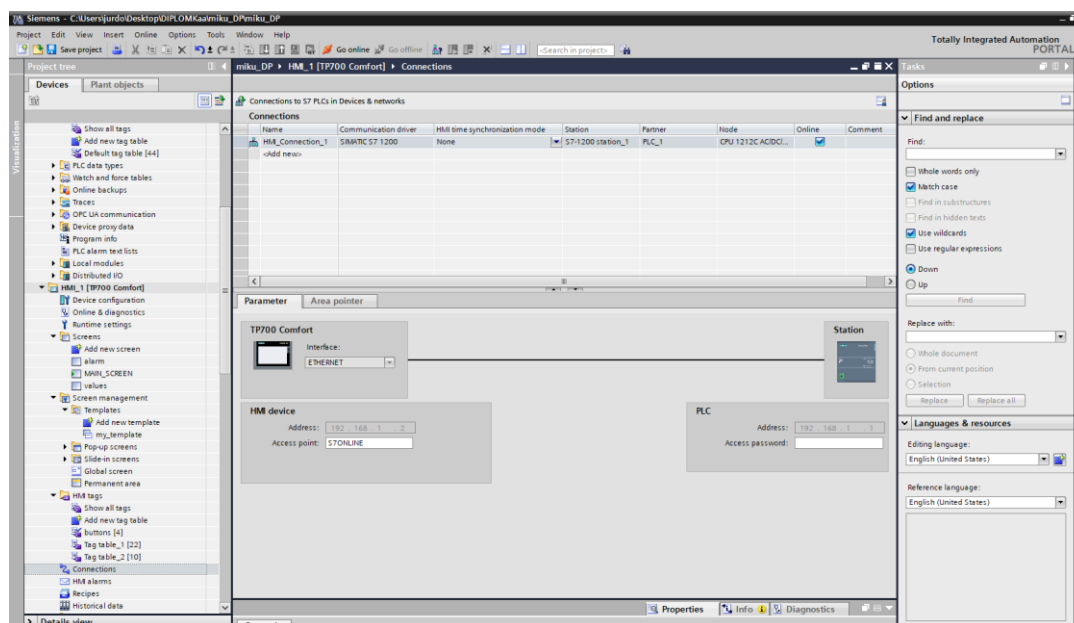 Siemens - C:\Users\jurdo\Desktop\DIPLOMKaa\miku_DP\miku_DP
Project Edit View Insert Online Options Tools Window Help
Totally Integrated Automation
PORTAL
Save project Go online Go offline <Search in project>
Project tree
miku_DP HMI_1 [TP700 Comfort] Connections
Tasks
Devices Plant objects
Options
Visualization
Connections to S7 PLCs in Devices & networks
Connections
Name Communication driver HMI time synchronization mode Station Partner Node Online Comment
HMI_Connection_1 SIMATIC S7 1200 None S7-1200 station_1 PLC_1 CPU 1212C AC/DC/...
<Add new>
Show all tags
Add new tag table
Default tag table [44]
PLC data types
Watch and force tables
Online backups
Traces
OPC UA communication
Device proxy data
Program info
PLC alarm text lists
Local modules
Distributed I/O
HMI_1 [TP700 Comfort]
Device configuration
Online & diagnostics
Runtime settings
Screens
Add new screen
alarm
MAIN_SCREEN
values
Screen management
Templates
Add new template
my_template
Pop-up screens
Slide-in screens
Global screen
Permanent area
HMI tags
Show all tags
Add new tag table
buttons [4]
Tag table_1 [22]
Tag table_2 [10]
Connections
HMI alarms
Recipes
Historical data
Details view
Parameter Area pointer
TP700 Comfort
Interface:
ETHERNET
Station
HMI device
Address: 192 . 168 . 1 . 2
Access point: S7ONLINE
PLC
Address: 192 . 168 . 1 . 1
Access password:
Properties Info Diagnostics
Find and replace
Find:
Whole words only
Match case
Find in substructures
Find in hidden texts
Use wildcards
Use regular expressions
Down
Up
Find
Replace with:
Whole document
From current position
Selection
Replace Replace all
Languages & resources
Editing language:
English (United States)
Reference language:
English (United States)